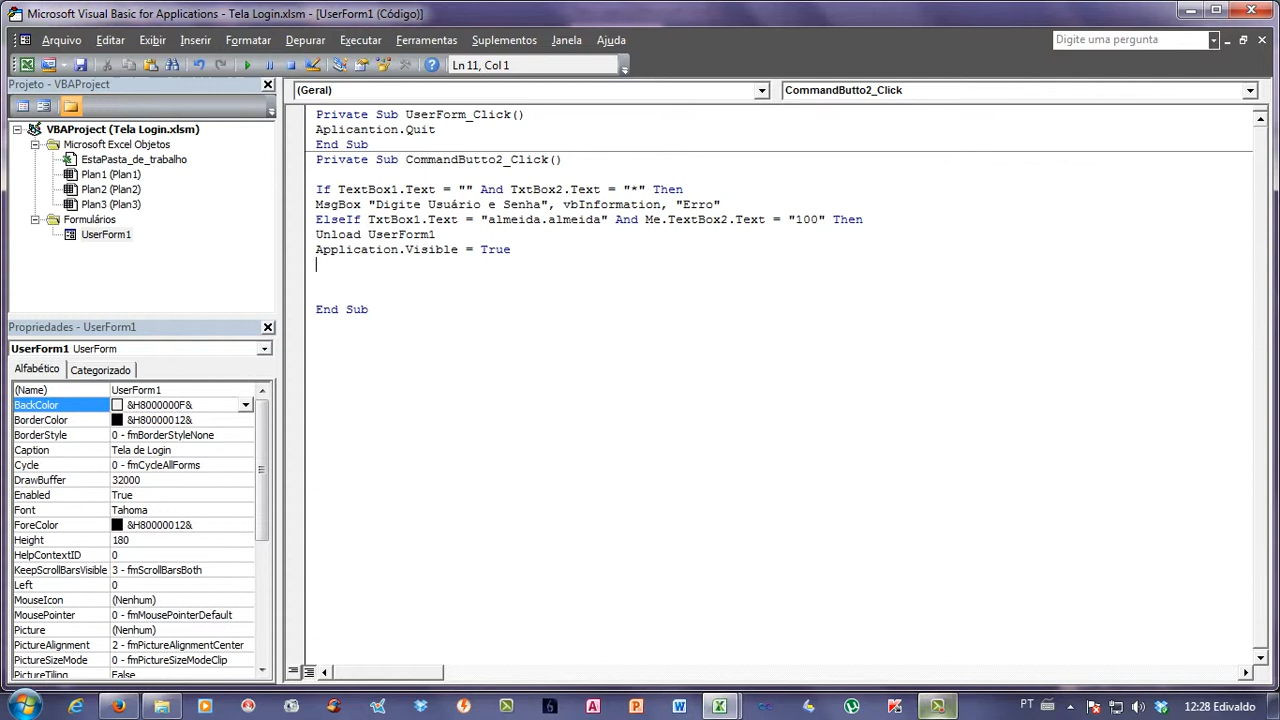 Microsoft Visual Basic for Applications - Tela Login.xlsm - [UserForm1 (Código)]
Arquivo Editar Exibir Inserir Formatar Depurar Executar Ferramentas Suplementos Janela Ajuda
Digite uma pergunta
Ln 11, Col 1
Projeto - VBAProject
VBAProject (Tela Login.xlsm)
Microsoft Excel Objetos
EstaPasta_de_trabalho
Plan1 (Plan1)
Plan2 (Plan2)
Plan3 (Plan3)
Formulários
UserForm1
Propriedades - UserForm1
UserForm1 UserForm
Alfabético Categorizado
(Name) UserForm1
BackColor &H8000000F&
BorderColor &H80000012&
BorderStyle 0 - fmBorderStyleNone
Caption Tela de Login
Cycle 0 - fmCycleAllForms
DrawBuffer 32000
Enabled True
Font Tahoma
ForeColor &H80000012&
Height 180
HelpContextID 0
KeepScrollBarsVisible 3 - fmScrollBarsBoth
Left 0
MouseIcon (Nenhum)
MousePointer 0 - fmMousePointerDefault
Picture (Nenhum)
PictureAlignment 2 - fmPictureAlignmentCenter
PictureSizeMode 0 - fmPictureSizeModeClip
PictureTiling False
(Geral) CommandButto2_Click
Private Sub UserForm_Click()
Aplicantion.Quit
End Sub
Private Sub CommandButto2_Click()
If TextBox1.Text = "" And TxtBox2.Text = "*" Then
MsgBox "Digite Usuário e Senha", vbInformation, "Erro"
ElseIf TxtBox1.Text = "almeida.almeida" And Me.TextBox2.Text = "100" Then
Unload UserForm1
Application.Visible = True
End Sub
PT
12:28 Edivaldo